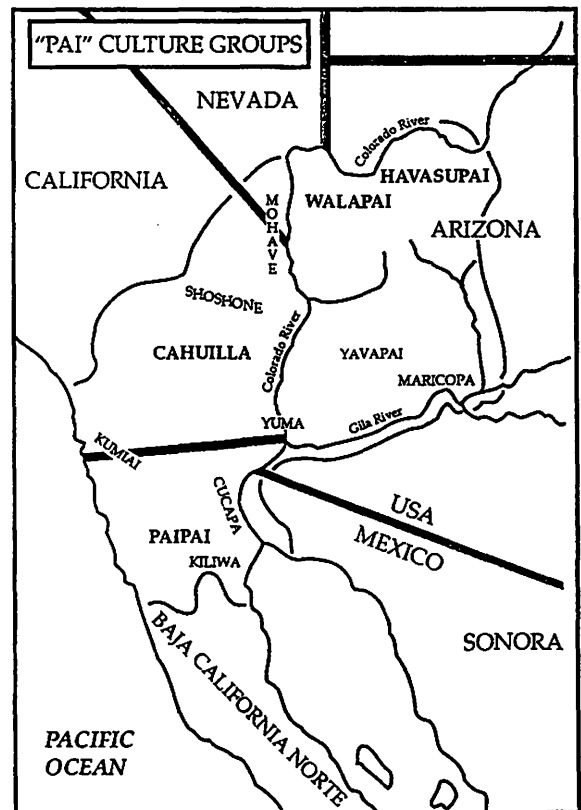 "PAI" CULTURE GROUPS
NEVADA
Colorado River
CALIFORNIA
HAVASUPAI
WALAPAI
MOHAVE
ARIZONA
SHOSHONE
Colorado River
CAHUILLA
YAVAPAI
MARICOPA
YUMA
Gila River
KUMIAI
CUCAPA
USA
MEXICO
PAIPAI
KILIWA
BAJA CALIFORNIA NORTE
SONORA
PACIFIC
OCEAN